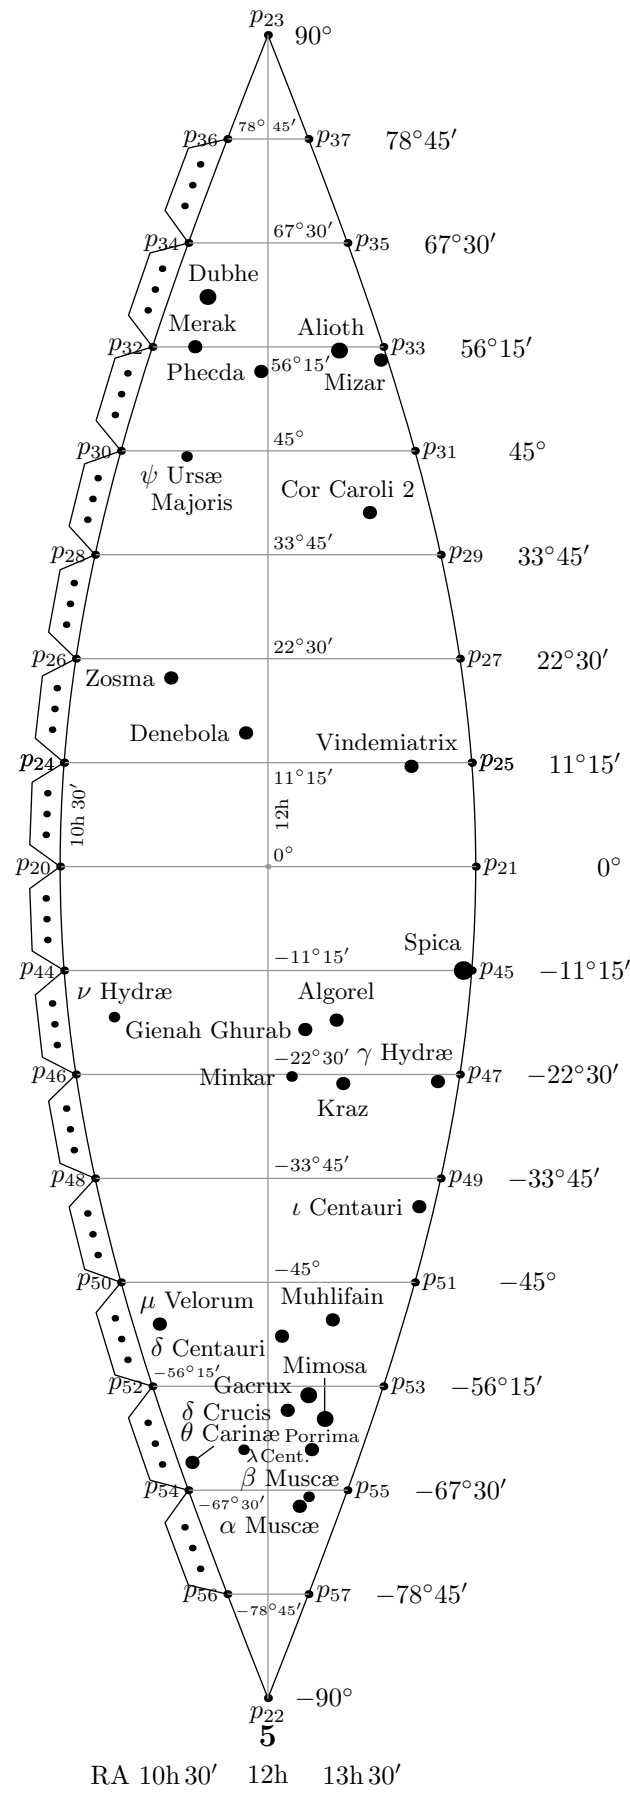 p23
90°
p36 78° 45′ p37 78°45′
p34 67°30′ p35 67°30′
Dubhe
Merak Alioth
p32 p33 56°15′
Phecda 56°15′ Mizar
p30 45° p31 45°
ψ Ursæ
Majoris
Cor Caroli 2
p28 33°45′ p29 33°45′
p26 22°30′ p27 22°30′
Zosma
Denebola
Vindemiatrix
p24 11°15′ p25 11°15′
10h 30′
12h
p20 0° p21 0°
Spica
p44 −11°15′ p45 −11°15′
ν Hydræ Algorel
Gienah Ghurab
p46 −22°30′ γ Hydræ p47 −22°30′
Minkar
Kraz
p48 −33°45′ p49 −33°45′
ι Centauri
p50 −45° p51 −45°
μ Velorum Muhlifain
δ Centauri
Mimosa
p52 −56°15′ p53 −56°15′
Gacrux
δ Crucis
θ Carinæ Porrima
λ Cent.
β Muscæ
p54 −67°30′ p55 −67°30′
α Muscæ
p56 −78°45′ p57 −78°45′
−90°
p22
5
RA 10h 30′ 12h 13h 30′